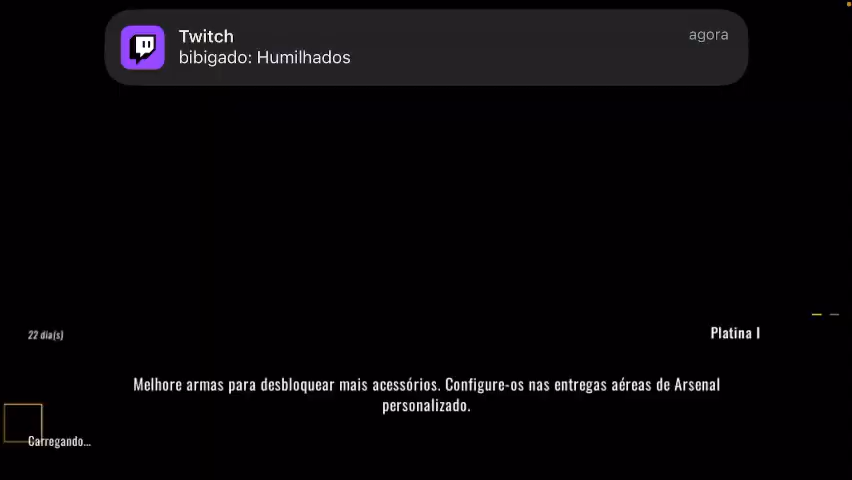 Twitch
agora
bibigado: Humilhados
22 dia(s)
Platina I
Melhore armas para desbloquear mais acessórios. Configure-os nas entregas aéreas de Arsenal
personalizado.
Carregando...